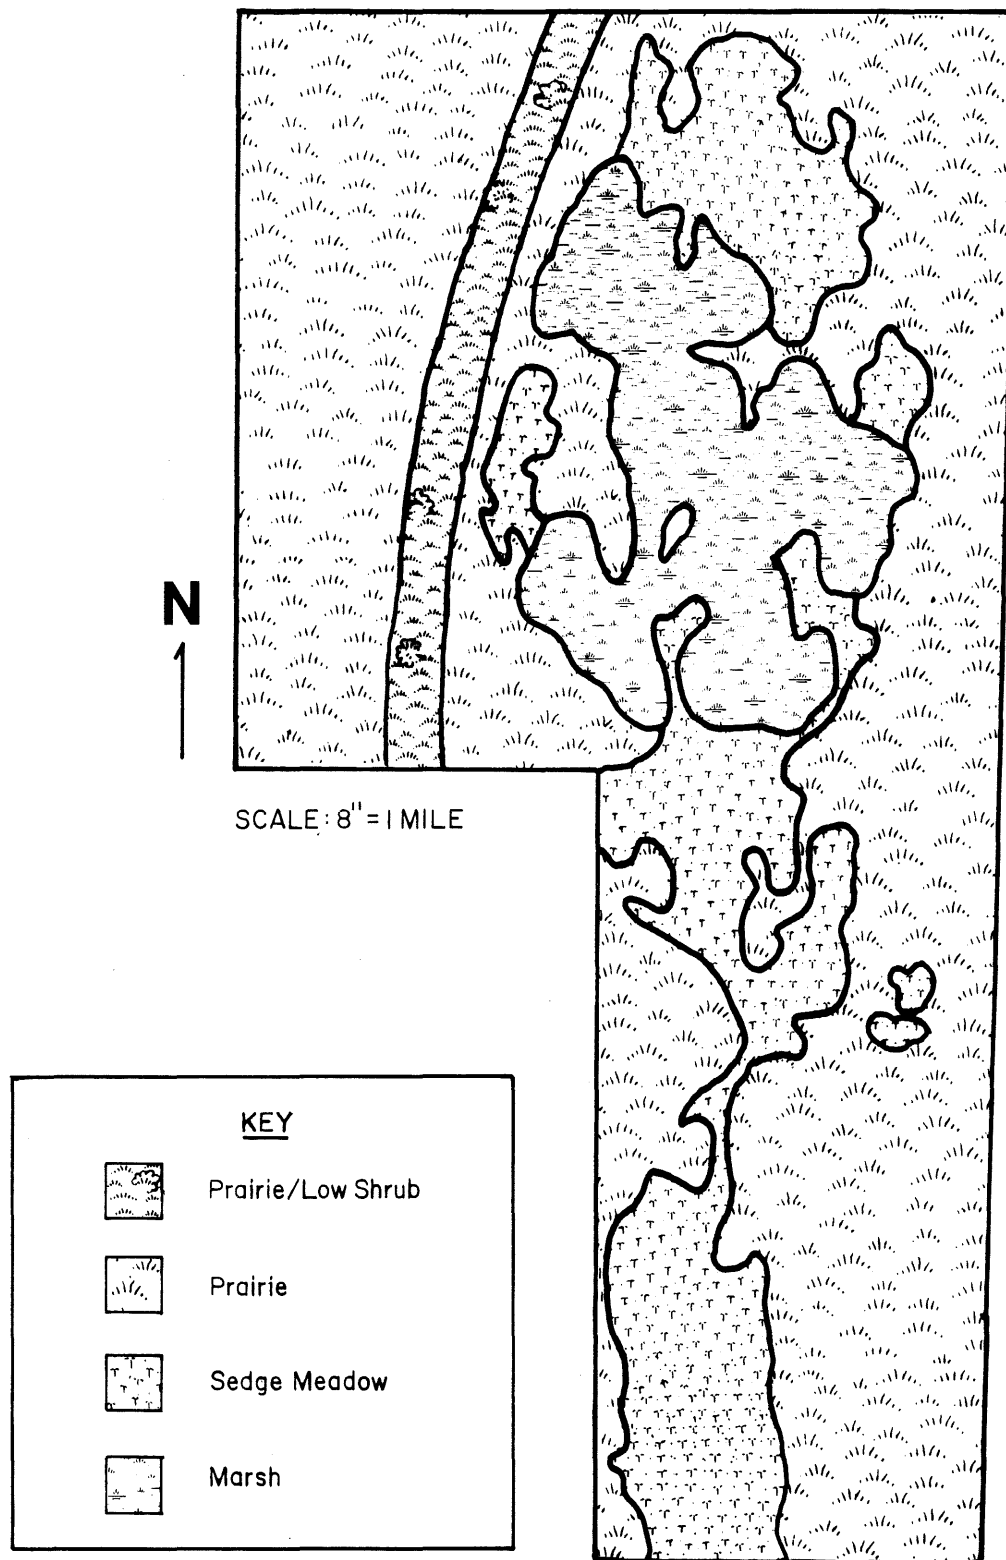 N
SCALE: 8" = 1 MILE
KEY
Prairie/Low Shrub
Prairie
Sedge Meadow
Marsh